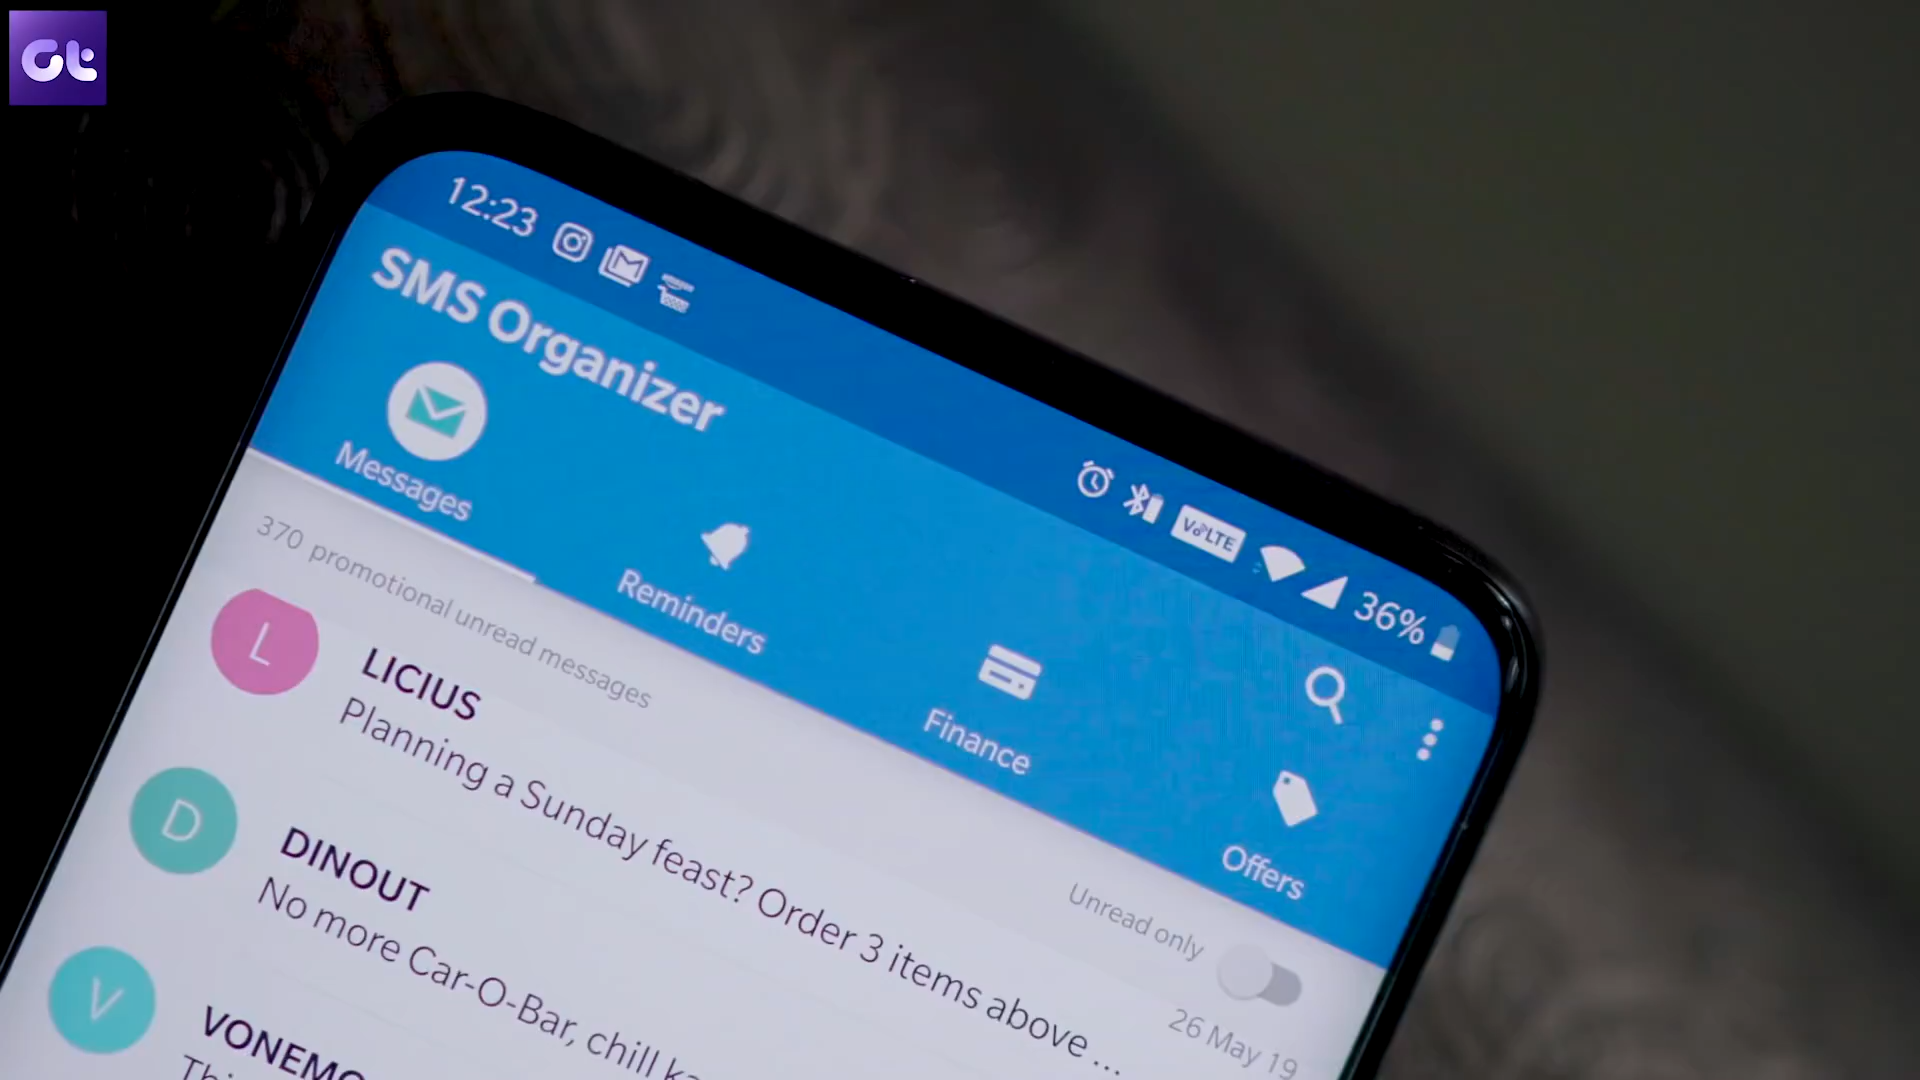 Gt
12:23
VoLTE
36%
SMS Organizer
Messages
Reminders
Finance
Offers
370 promotional unread messages
Unread only
L
LICIUS
26 May 19
Planning a Sunday feast? Order 3 items above ...
D
DINOUT
No more Car-O-Bar, chill
V